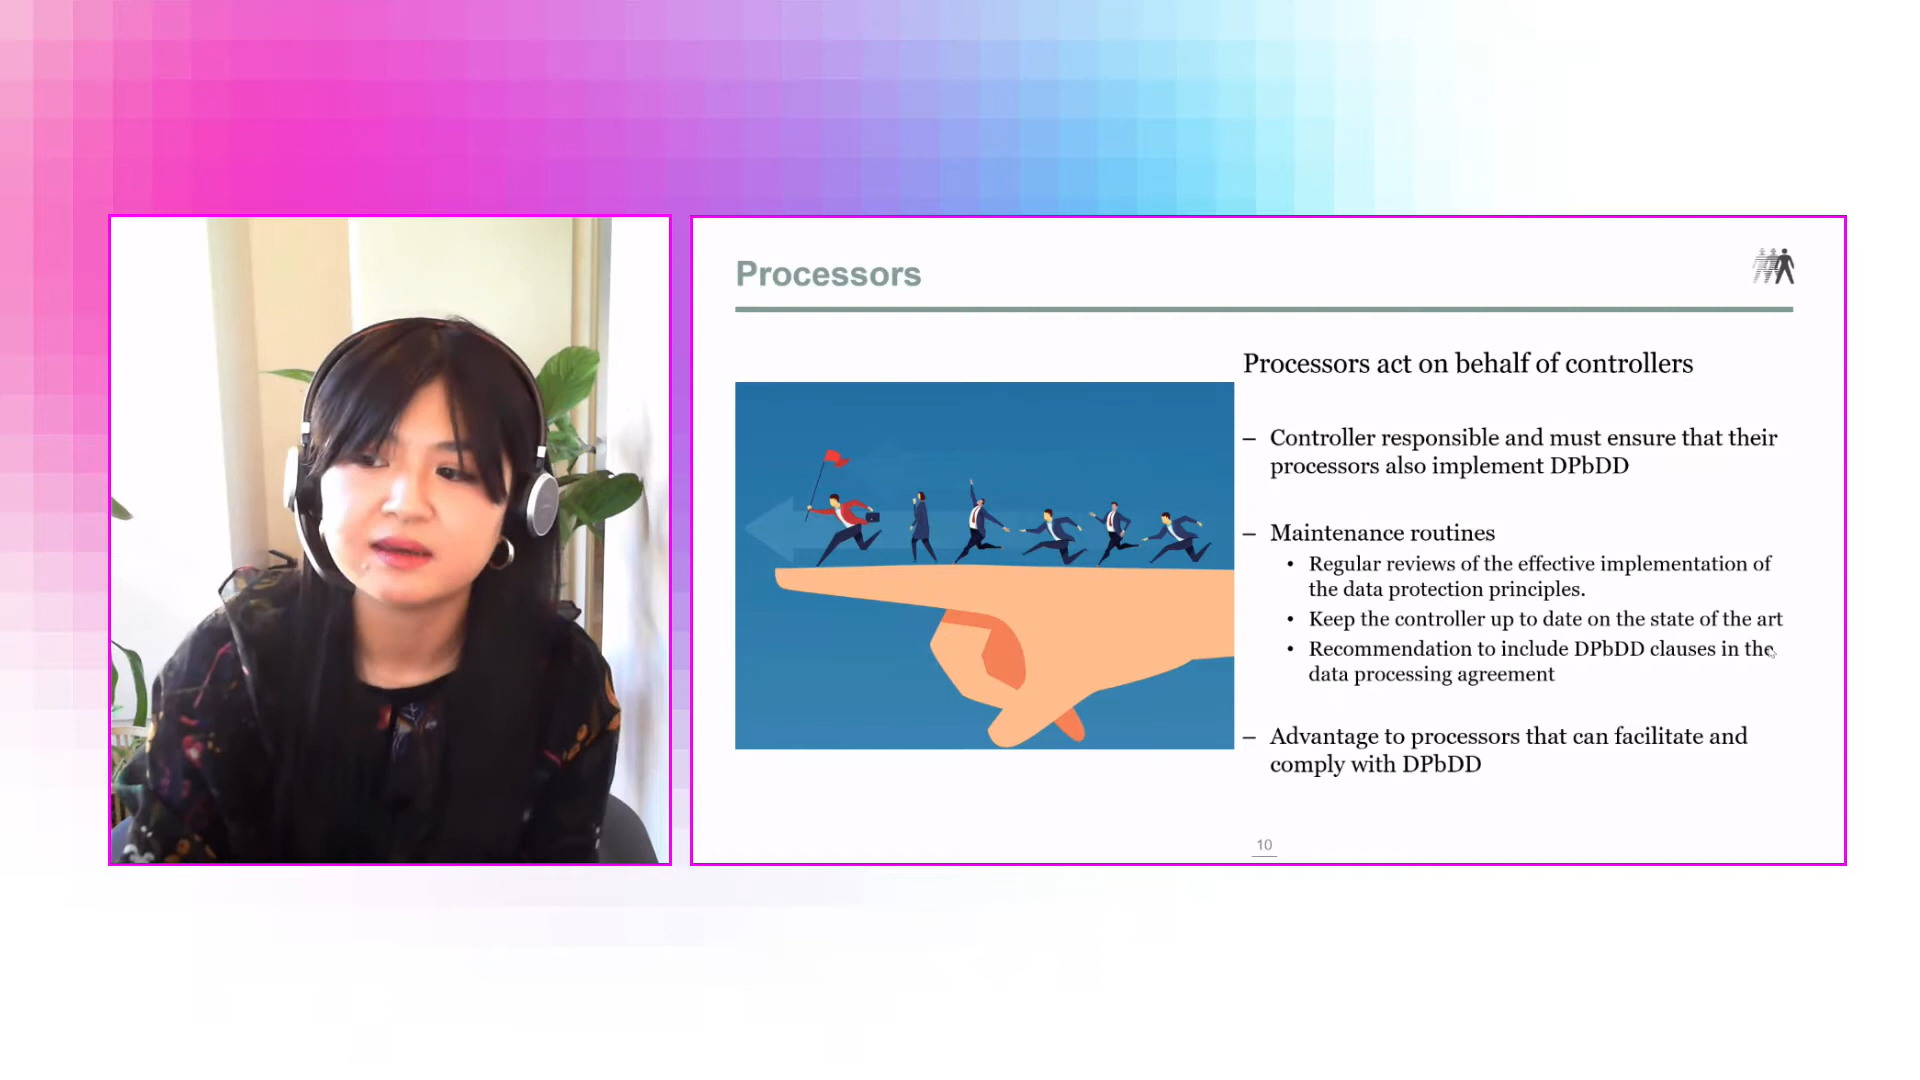 Processors
Processors act on behalf of controllers
– Controller responsible and must ensure that their
processors also implement DPbDD
– Maintenance routines
• Regular reviews of the effective implementation of
the data protection principles.
• Keep the controller up to date on the state of the art
• Recommendation to include DPbDD clauses in the
data processing agreement
– Advantage to processors that can facilitate and
comply with DPbDD
10